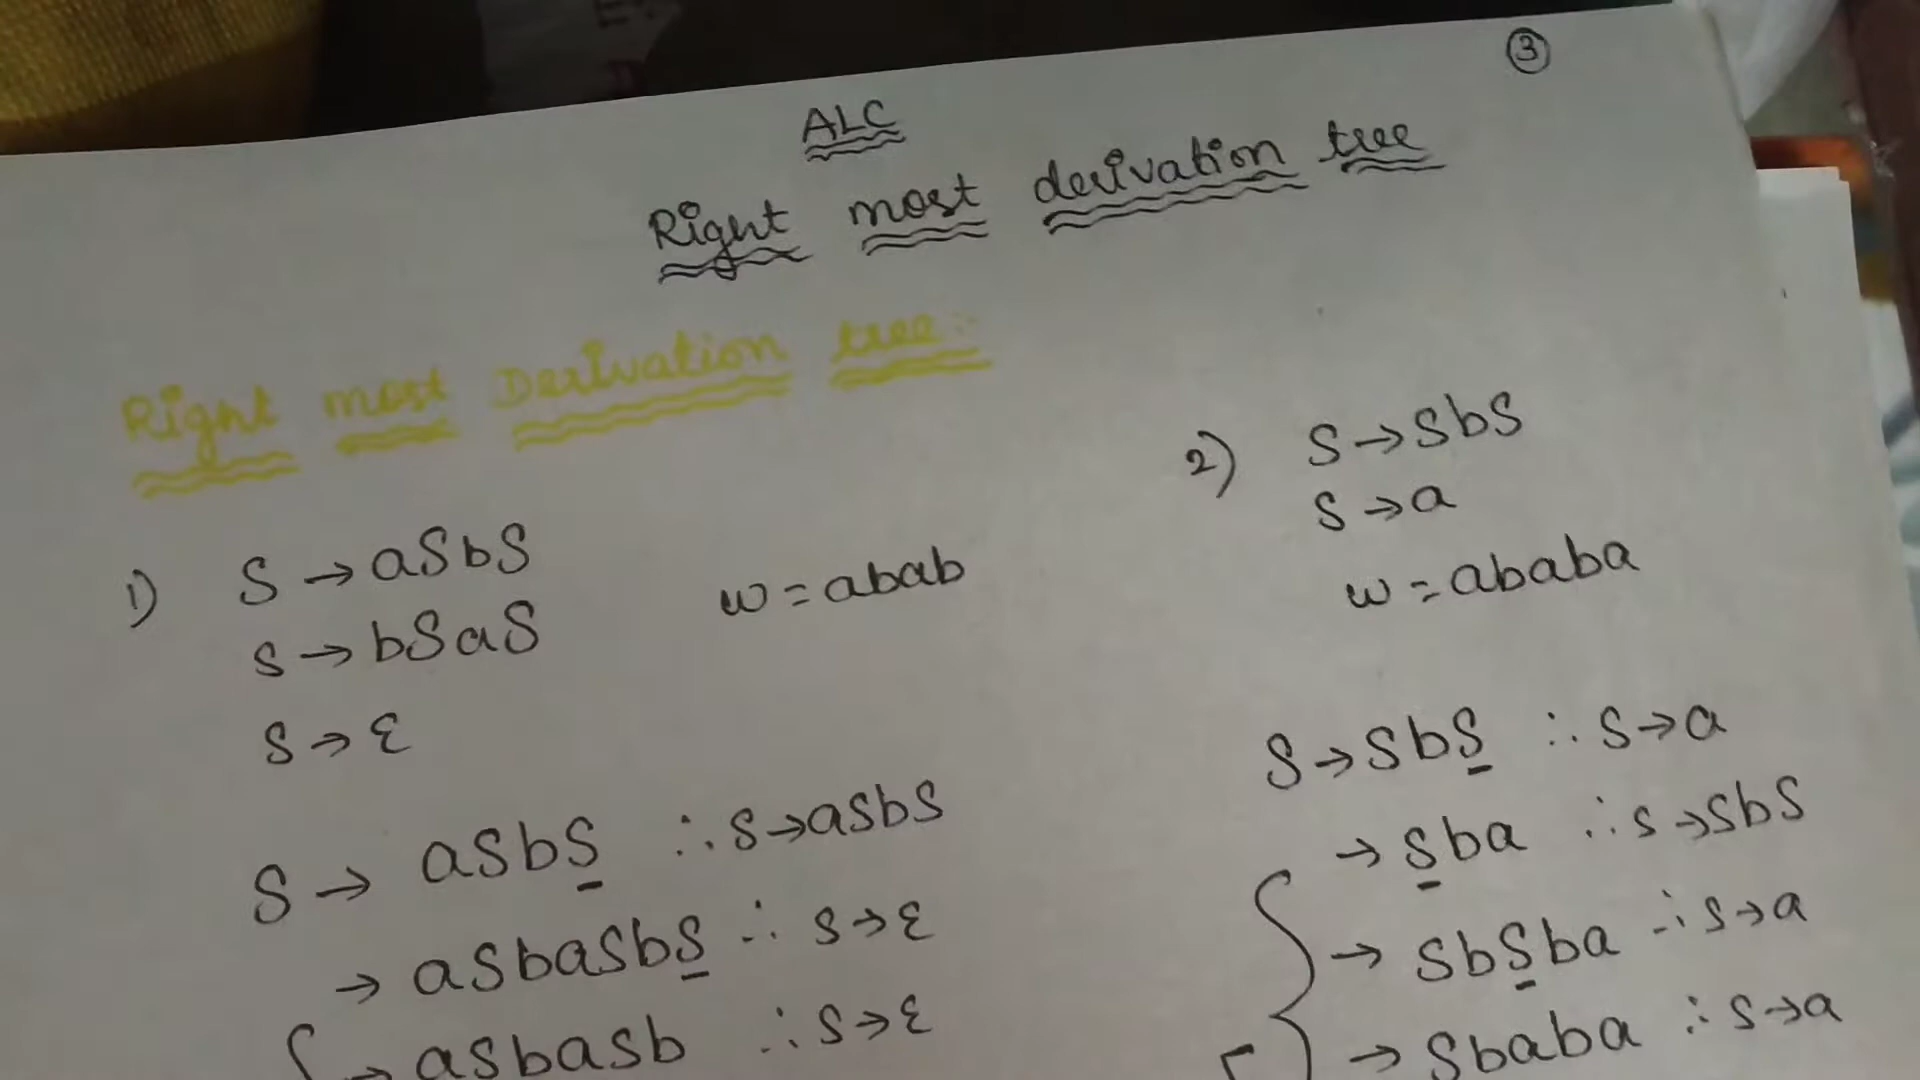 3
ALC
Right most derivation tree
Right most Derivation tree:-
1) S → aSbS
S → bSaS
S → ε
w = abab
S → aSbS ∴ S → aSbS
→ aSbaSbS ∴ S → ε
→ aSbaSb ∴ S → ε
2) S → SbS
S → a
w = ababa
S → SbS ∴ S → a
→ Sba ∴ S → SbS
→ SbSba ∴ S → a
→ Sbaba ∴ S → a